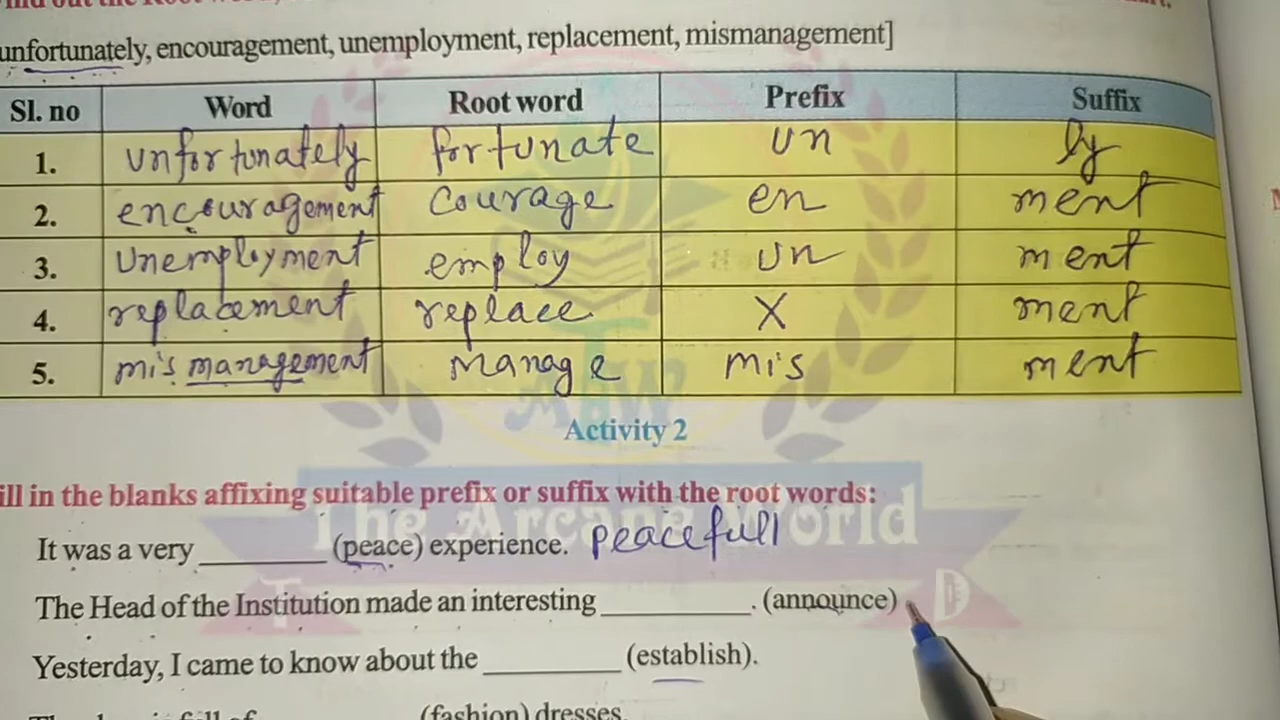 unfortunately, encouragement, unemployment, replacement, mismanagement]
Sl. no Word Root word Prefix Suffix
1. unfortunately fortunate un ly
2. encouragement courage en ment
3. Unemployment employ un ment
4. replacement replace X ment
5. mis management manage mis ment
Activity 2
ill in the blanks affixing suitable prefix or suffix with the root words:
It was a very ________ (peace) experience. peacefull
The Head of the Institution made an interesting __________. (announce)
Yesterday, I came to know about the _________ (establish).
(fashion) dresses.
The Arcane World
T D